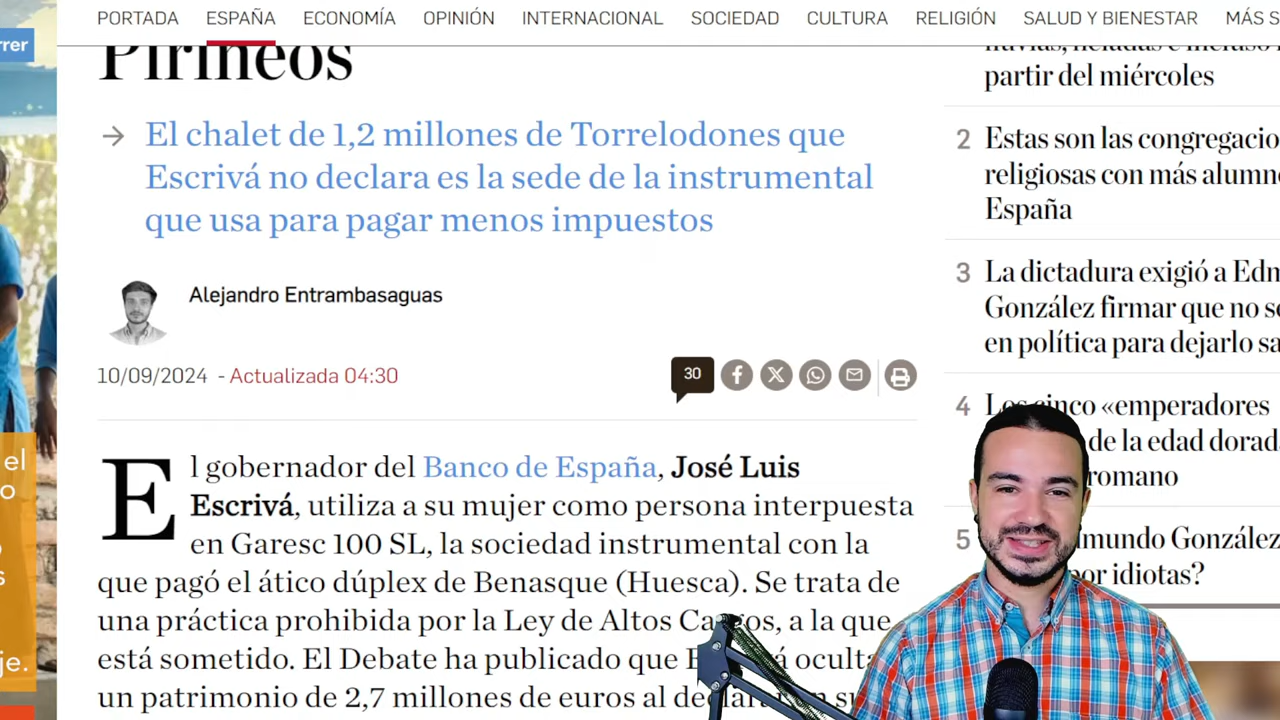 PORTADA ESPAÑA ECONOMÍA OPINIÓN INTERNACIONAL SOCIEDAD CULTURA RELIGIÓN SALUD Y BIENESTAR MÁS S
rrer
Pirineos
→ El chalet de 1,2 millones de Torrelodones que
Escrivá no declara es la sede de la instrumental
que usa para pagar menos impuestos
Alejandro Entrambasaguas
10/09/2024 - Actualizada 04:30
30
El gobernador del Banco de España, José Luis
Escrivá, utiliza a su mujer como persona interpuesta
en Garesc 100 SL, la sociedad instrumental con la
que pagó el ático dúplex de Benasque (Huesca). Se trata de
una práctica prohibida por la Ley de Altos Cargos, a la que
está sometido. El Debate ha publicado que
un patrimonio de 2,7 millones de euros al
partir del miércoles
2 Estas son las congregacio
religiosas con más alumn
España
3 La dictadura exigió a Edm
González firmar que no s
en política para dejarlo sa
4 Los cinco «emperadores
de la edad dorad
romano
5 mundo González
por idiotas?
el
o
s
je.